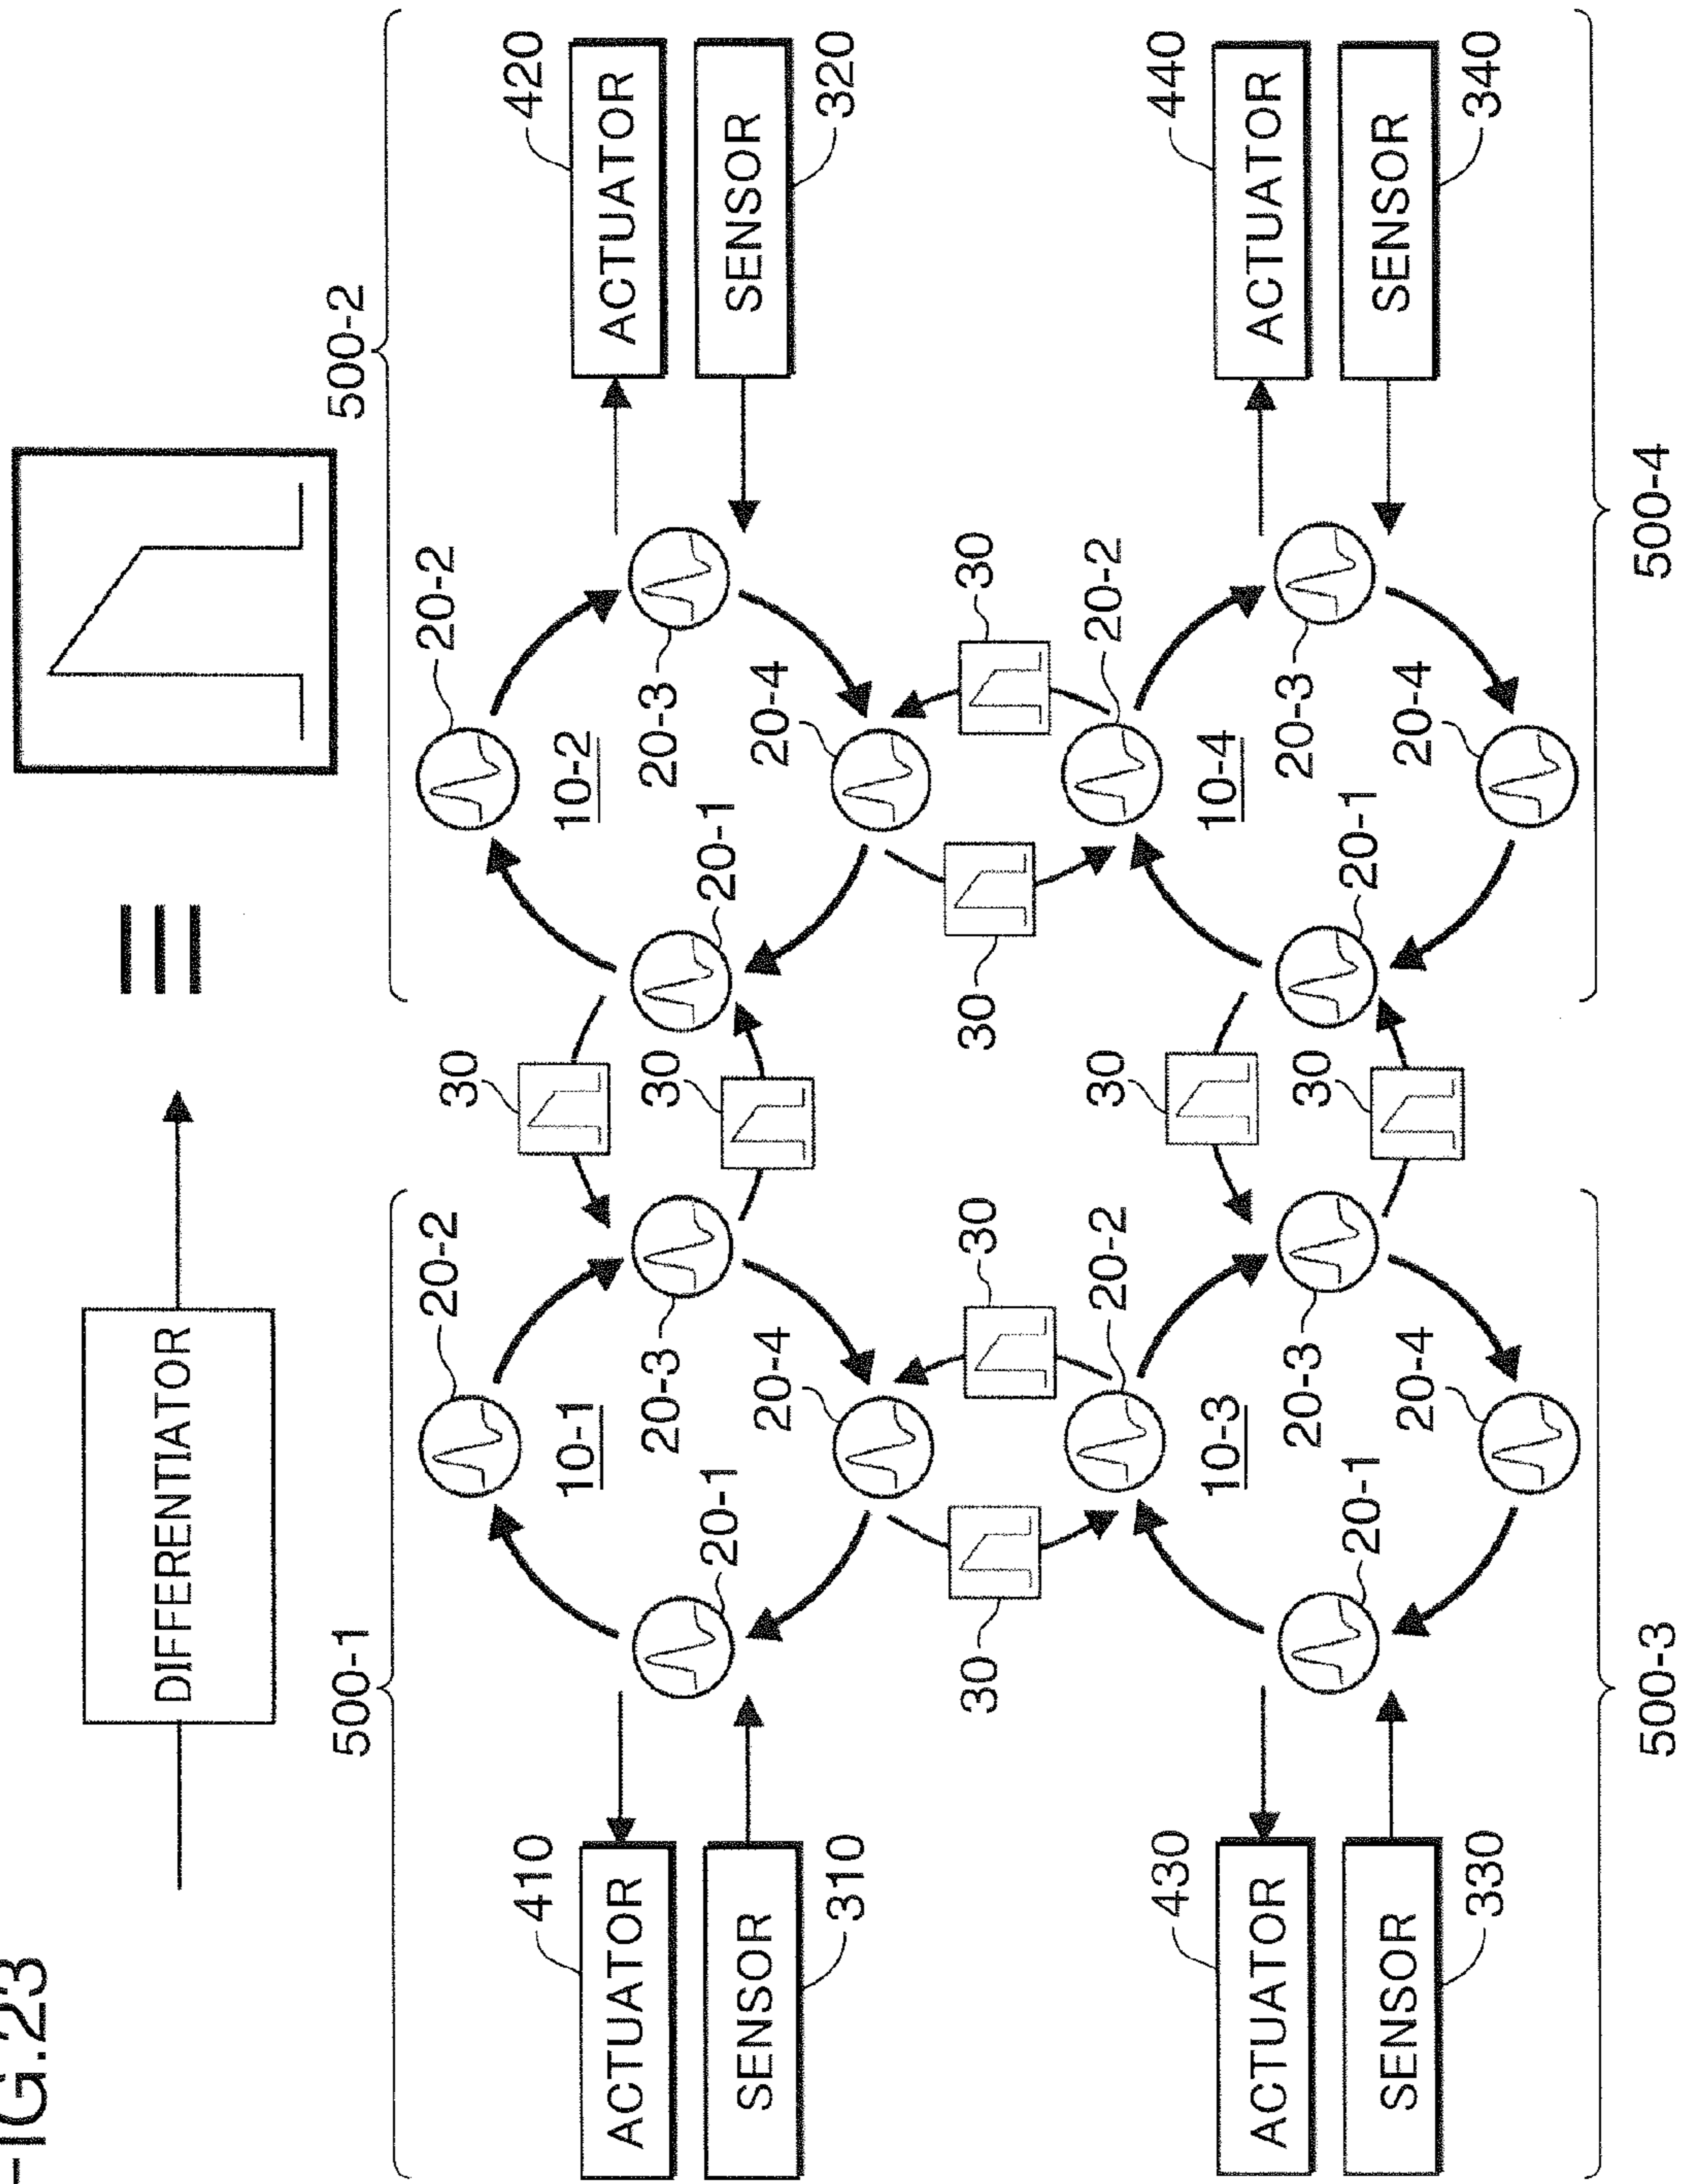 FIG.23
DIFFERENTIATOR
500-1 500-2
20-2 30 20-2
410 420
10-1 10-2
ACTUATOR ACTUATOR
20-3 30 20-3
20-1 20-1
SENSOR SENSOR
20-4 20-4
310 320
30 30 30 30
20-2 30 20-2
430 440
10-3 10-4
ACTUATOR ACTUATOR
20-3 30 20-3
20-1 20-1
SENSOR SENSOR
20-4 20-4
330 340
500-3 500-4